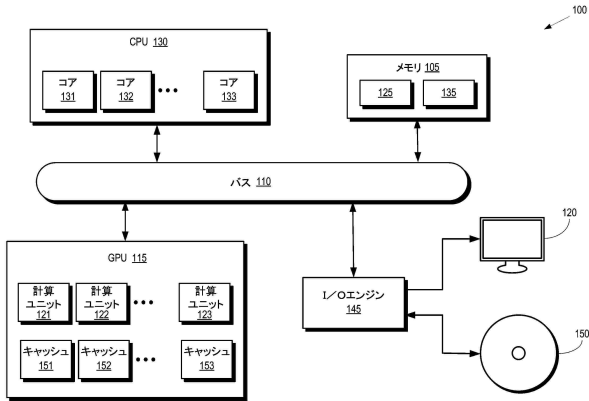 100
CPU 130
コア
131
コア
132
•••
コア
133
メモリ 105
125
135
バス 110
GPU 115
計算
ユニット
121
計算
ユニット
122
•••
計算
ユニット
123
キャッシュ
151
キャッシュ
152
•••
キャッシュ
153
I/Oエンジン
145
120
150